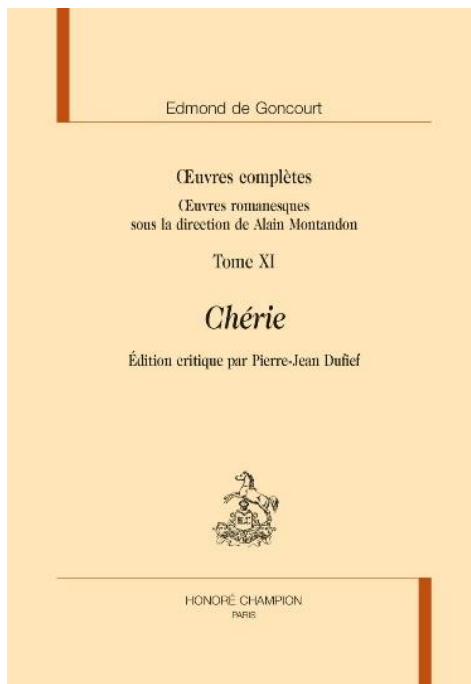 Edmond de Goncourt
Œuvres complètes
Œuvres romanesques
sous la direction de Alain Montandon
Tome XI
Chérie
Édition critique par Pierre-Jean Dufief
HONORÉ CHAMPION
PARIS